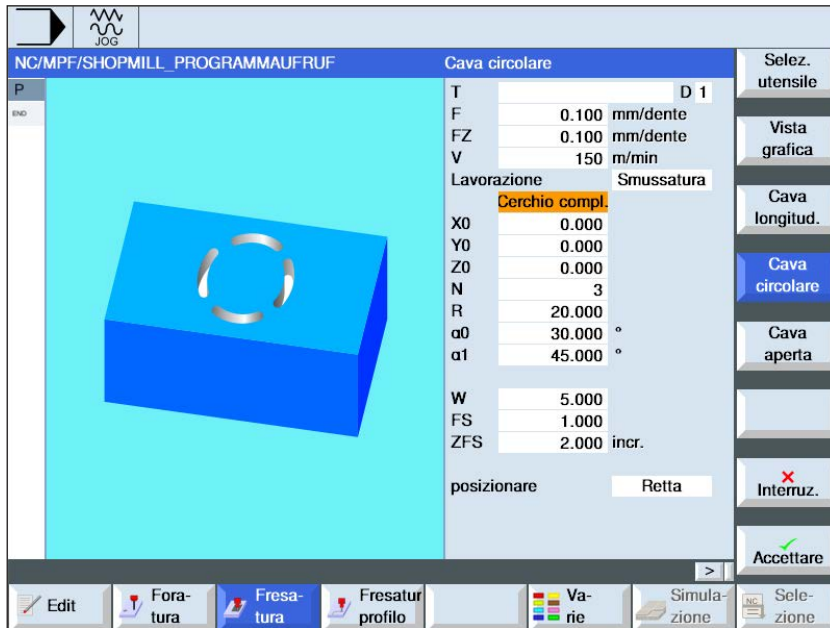 JOG
NC/MPF/SHOPMILL_PROGRAMMAUFRUF
P
END
Cava circolare
T D 1
F 0.100 mm/dente
FZ 0.100 mm/dente
V 150 m/min
Lavorazione Smussatura
Cerchio compl.
X0 0.000
Y0 0.000
Z0 0.000
N 3
R 20.000
α0 30.000 °
α1 45.000 °
W 5.000
FS 1.000
ZFS 2.000 incr.
posizionare Retta
>
Selez.
utensile
Vista
grafica
Cava
longitud.
Cava
circolare
Cava
aperta
Interruz.
Accettare
Edit
Fora-
tura
Fresa-
tura
Fresatur
profilo
Va-
rie
Simula-
zione
NC
Sele-
zione